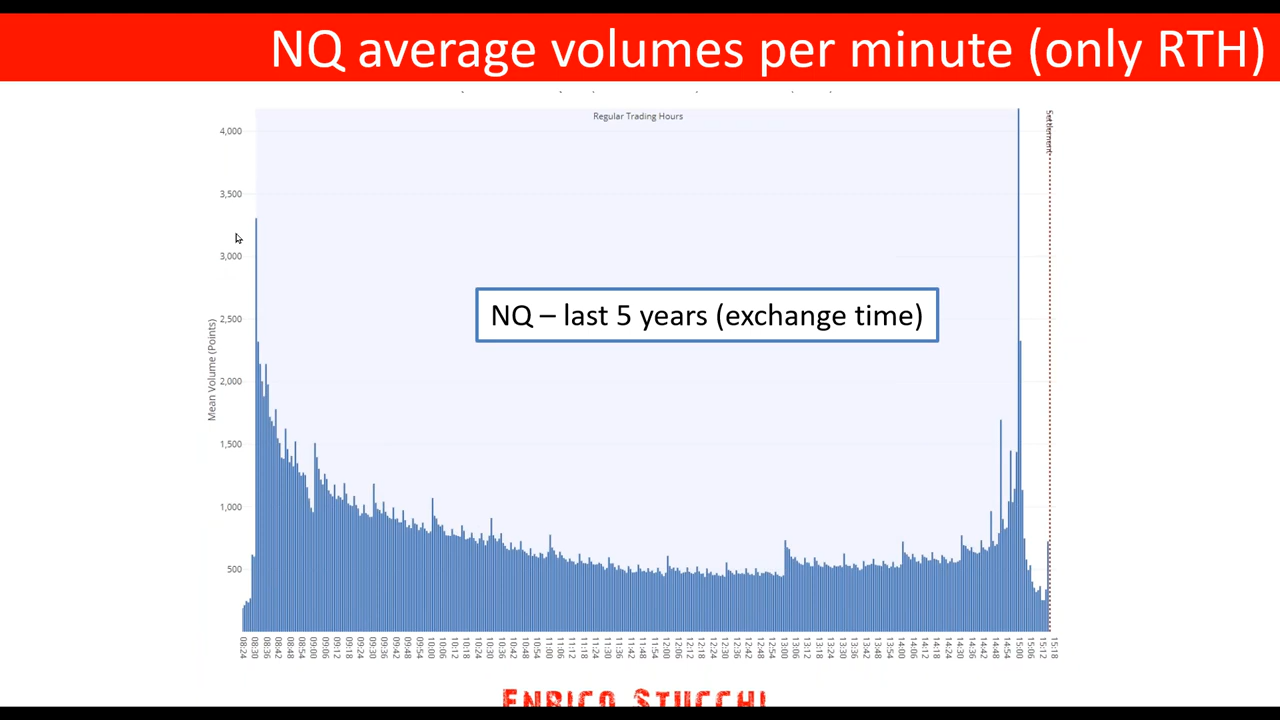 NQ average volumes per minute (only RTH)
Regular Trading Hours
Settlement
4,000
3,500
3,000
2,500
2,000
1,500
1,000
500
Mean Volume (Points)
NQ – last 5 years (exchange time)
08:24 08:30 08:36 08:42 08:48 08:54 09:00 09:06 09:12 09:18 09:24 09:30 09:36 09:42 09:48 09:54 10:00 10:06 10:12 10:18 10:24 10:30 10:36 10:42 10:48 10:54 11:00 11:06 11:12 11:18 11:24 11:30 11:36 11:42 11:48 11:54 12:00 12:06 12:12 12:18 12:24 12:30 12:36 12:42 12:48 12:54 13:00 13:06 13:12 13:18 13:24 13:30 13:36 13:42 13:48 13:54 14:00 14:06 14:12 14:18 14:24 14:30 14:36 14:42 14:48 14:54 15:00 15:06 15:12 15:18
ENRICO STUCCHI